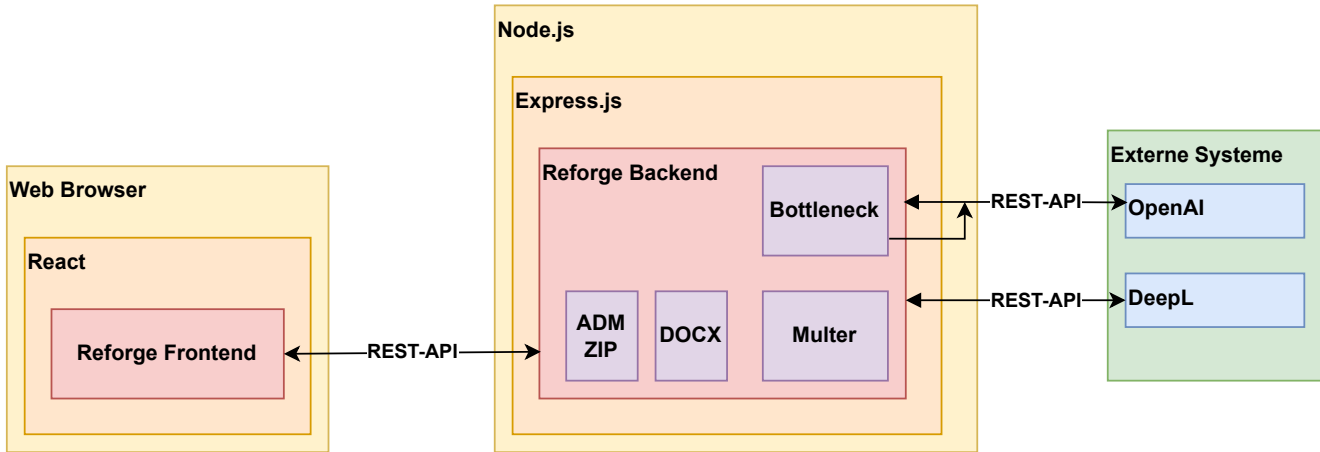 Web Browser
React
Reforge Frontend
REST-API
Node.js
Express.js
Reforge Backend
Bottleneck
ADM
ZIP
DOCX
Multer
REST-API
REST-API
Externe Systeme
OpenAI
DeepL